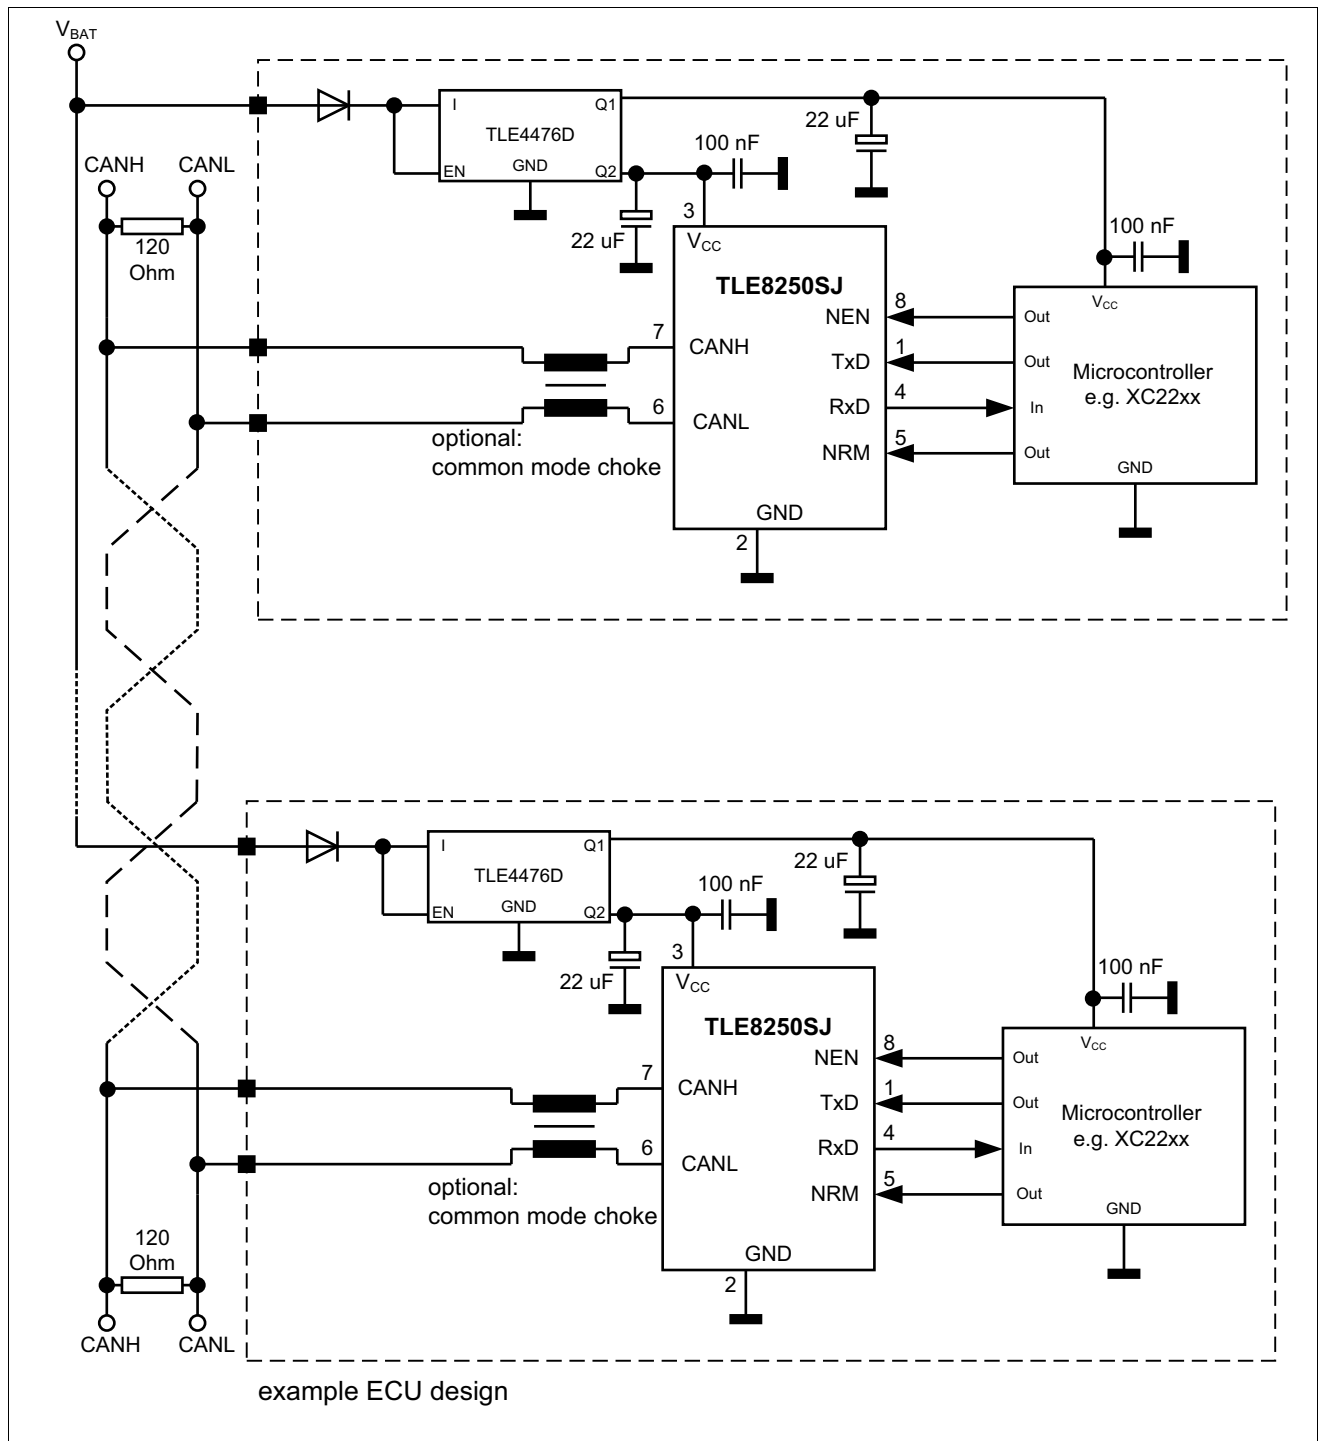 VBAT
CANH
CANL
120
Ohm
I
Q1
TLE4476D
EN
GND
Q2
22 uF
100 nF
22 uF
3
VCC
TLE8250SJ
NEN
8
TxD
1
RxD
4
NRM
5
7
CANH
6
CANL
GND
2
optional:
common mode choke
100 nF
VCC
Out
Out
In
Out
Microcontroller
e.g. XC22xx
GND
I
Q1
TLE4476D
EN
GND
Q2
22 uF
100 nF
22 uF
3
VCC
TLE8250SJ
NEN
8
TxD
1
RxD
4
NRM
5
7
CANH
6
CANL
GND
2
optional:
common mode choke
100 nF
VCC
Out
Out
In
Out
Microcontroller
e.g. XC22xx
GND
120
Ohm
CANH
CANL
example ECU design